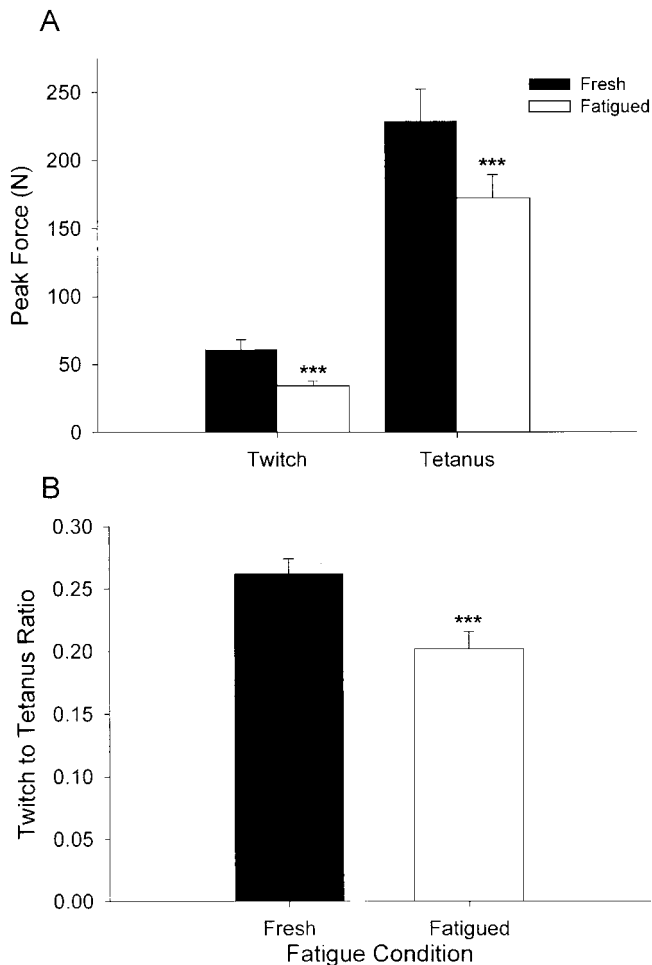 A
Peak Force (N)
250
200
150
100
50
0
Fresh
Fatigued
***
***
Twitch Tetanus
B
Twitch to Tetanus Ratio
0.30
0.25
0.20
0.15
0.10
0.05
0.00
***
Fresh Fatigued
Fatigue Condition